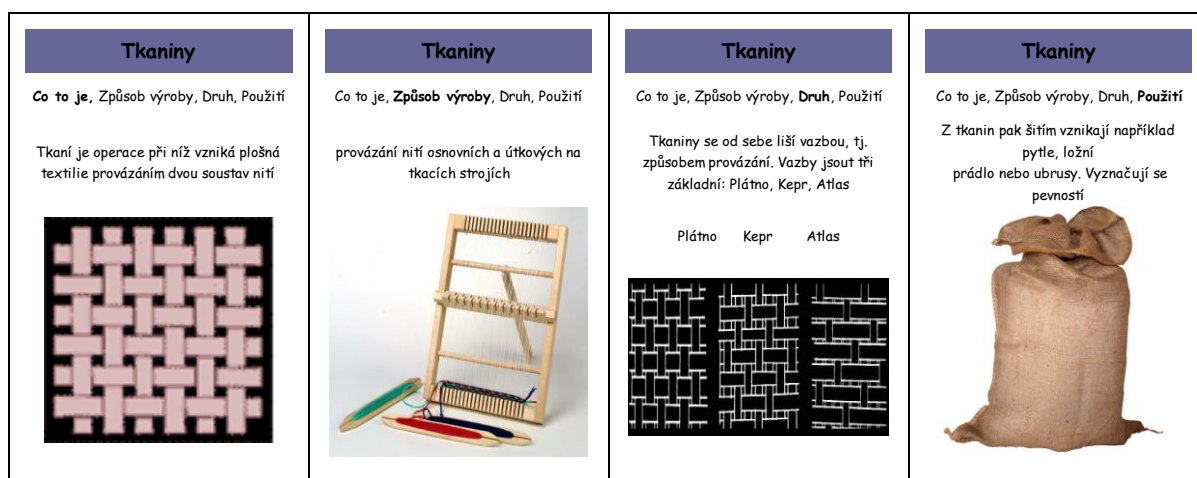 Tkaniny
Co to je, Způsob výroby, Druh, Použití
Tkaní je operace při níž vzniká plošná
textilie provázáním dvou soustav nití
Tkaniny
Co to je, Způsob výroby, Druh, Použití
provázání nití osnovních a útkových na
tkacích strojích
Tkaniny
Co to je, Způsob výroby, Druh, Použití
Tkaniny se od sebe liší vazbou, tj.
způsobem provázání. Vazby jsout tři
základní: Plátno, Kepr, Atlas
Plátno Kepr Atlas
Tkaniny
Co to je, Způsob výroby, Druh, Použití
Z tkanin pak šitím vznikají například
pytle, ložní
prádlo nebo ubrusy. Vyznačují se
pevností